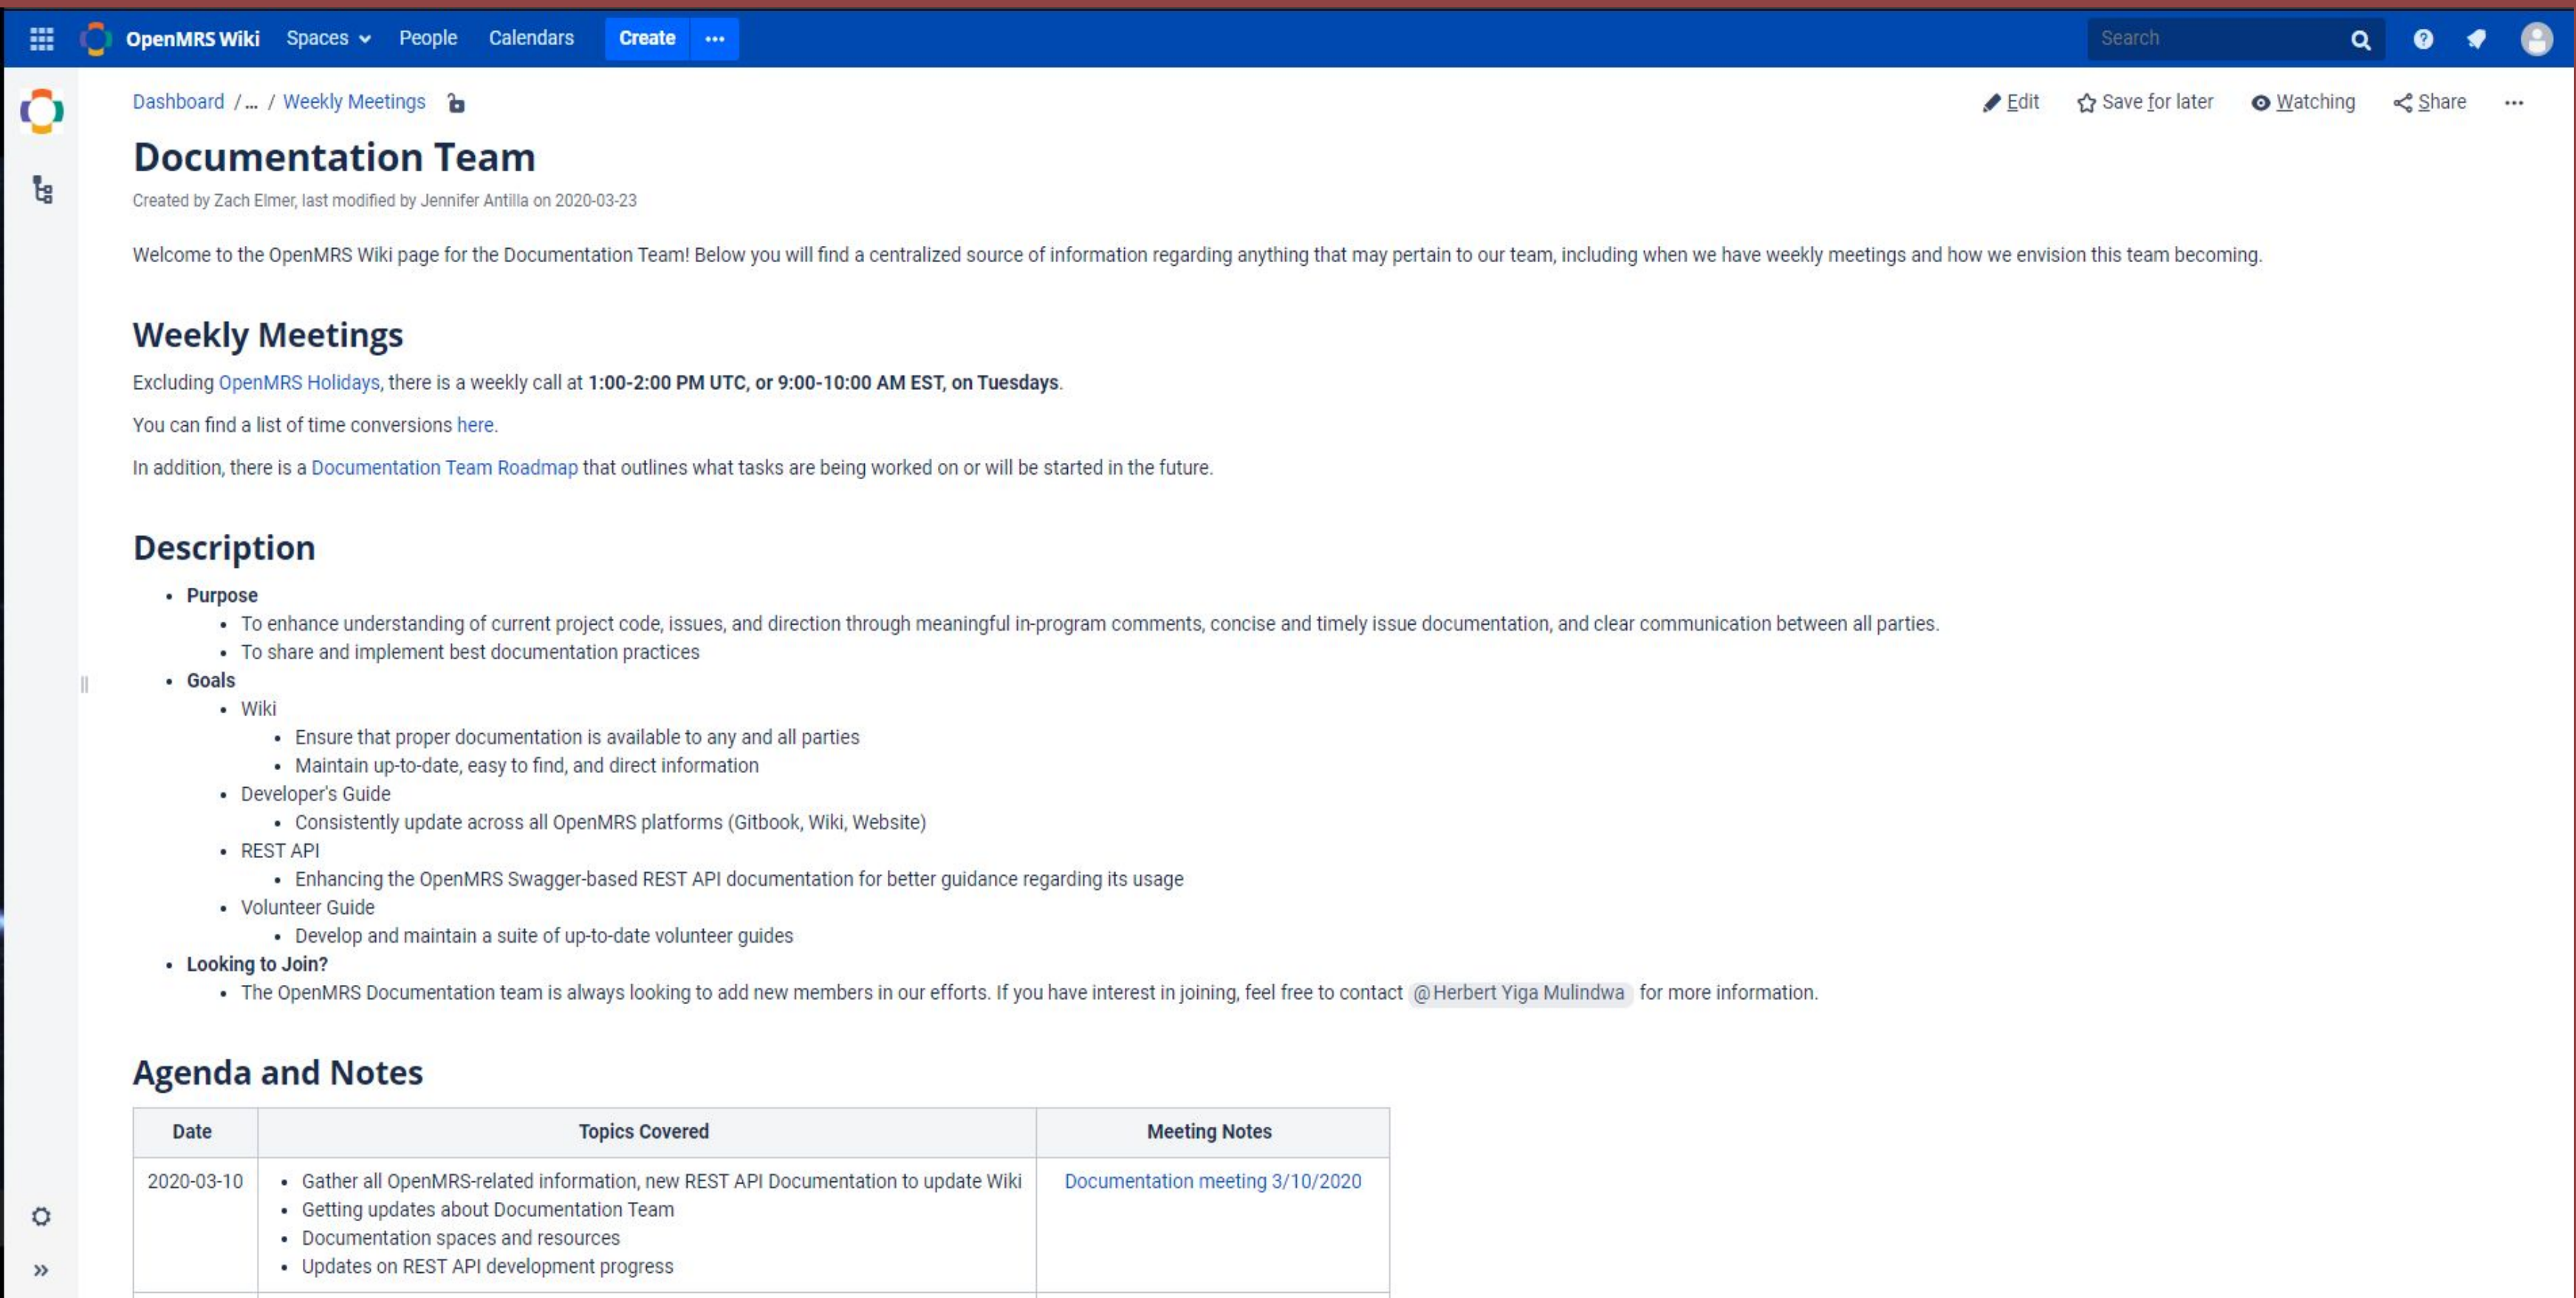 OpenMRS Wiki Spaces People Calendars Create ••• Search
Dashboard / ... / Weekly Meetings Edit Save for later Watching Share •••
Documentation Team
Created by Zach Elmer, last modified by Jennifer Antilla on 2020-03-23
Welcome to the OpenMRS Wiki page for the Documentation Team! Below you will find a centralized source of information regarding anything that may pertain to our team, including when we have weekly meetings and how we envision this team becoming.
Weekly Meetings
Excluding OpenMRS Holidays, there is a weekly call at 1:00-2:00 PM UTC, or 9:00-10:00 AM EST, on Tuesdays.
You can find a list of time conversions here.
In addition, there is a Documentation Team Roadmap that outlines what tasks are being worked on or will be started in the future.
Description
• Purpose
• To enhance understanding of current project code, issues, and direction through meaningful in-program comments, concise and timely issue documentation, and clear communication between all parties.
• To share and implement best documentation practices
• Goals
• Wiki
• Ensure that proper documentation is available to any and all parties
• Maintain up-to-date, easy to find, and direct information
• Developer's Guide
• Consistently update across all OpenMRS platforms (Gitbook, Wiki, Website)
• REST API
• Enhancing the OpenMRS Swagger-based REST API documentation for better guidance regarding its usage
• Volunteer Guide
• Develop and maintain a suite of up-to-date volunteer guides
• Looking to Join?
• The OpenMRS Documentation team is always looking to add new members in our efforts. If you have interest in joining, feel free to contact @Herbert Yiga Mulindwa for more information.
Agenda and Notes
Date Topics Covered Meeting Notes
2020-03-10 • Gather all OpenMRS-related information, new REST API Documentation to update Wiki Documentation meeting 3/10/2020
• Getting updates about Documentation Team
• Documentation spaces and resources
• Updates on REST API development progress